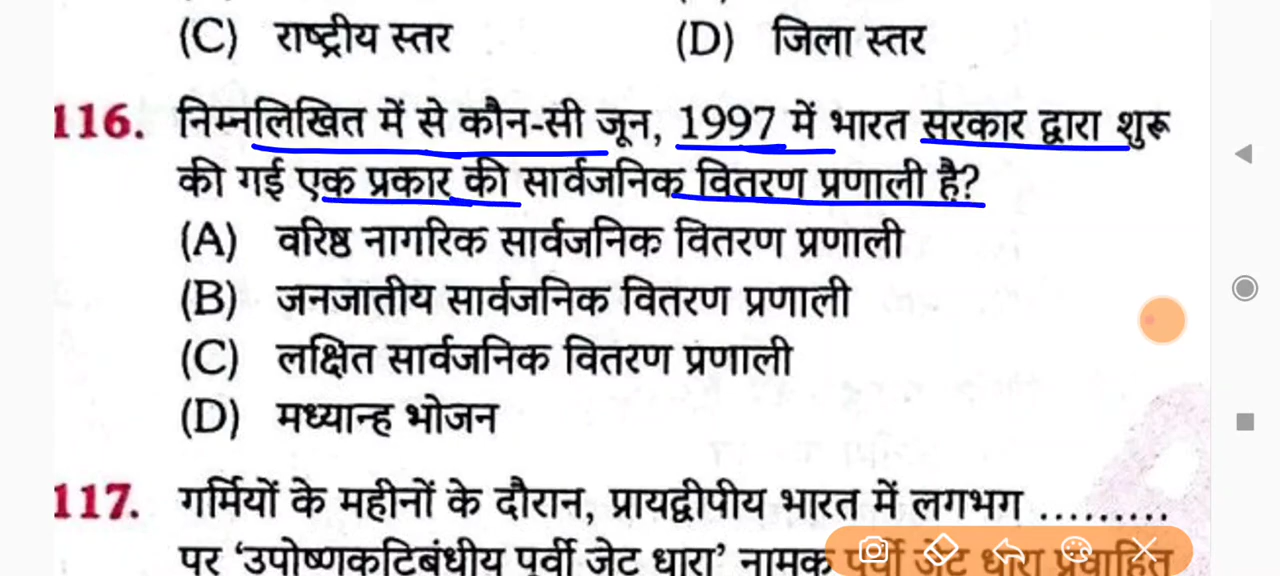 (C) राष्ट्रीय स्तर (D) जिला स्तर
116. निम्नलिखित में से कौन-सी जून, 1997 में भारत सरकार द्वारा शुरू
की गई एक प्रकार की सार्वजनिक वितरण प्रणाली है?
(A) वरिष्ठ नागरिक सार्वजनिक वितरण प्रणाली
(B) जनजातीय सार्वजनिक वितरण प्रणाली
(C) लक्षित सार्वजनिक वितरण प्रणाली
(D) मध्यान्ह भोजन
117. गर्मियों के महीनों के दौरान, प्रायद्वीपीय भारत में लगभग .........
पर ‘उपोष्णकटिबंधीय पूर्वी जेट धारा’ नामक पूर्वी जेट धारा प्रवाहित